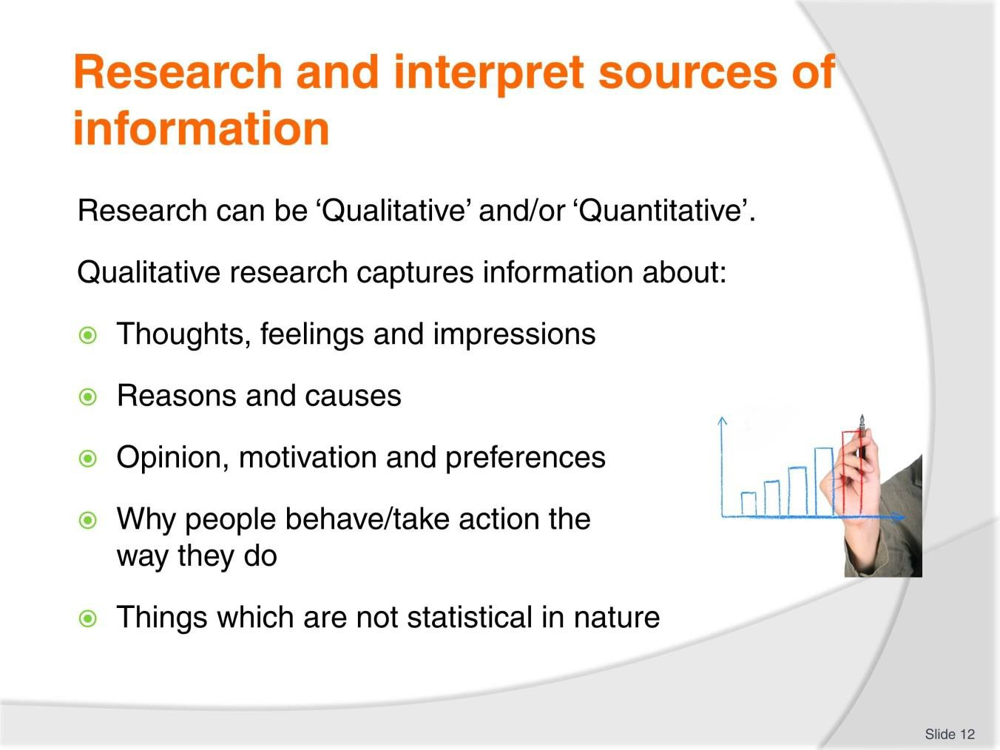 Research and interpret sources of
information
Research can be ‘Qualitative’ and/or ‘Quantitative’.
Qualitative research captures information about:
Thoughts, feelings and impressions
Reasons and causes
Opinion, motivation and preferences
Why people behave/take action the
way they do
Things which are not statistical in nature
Slide 12